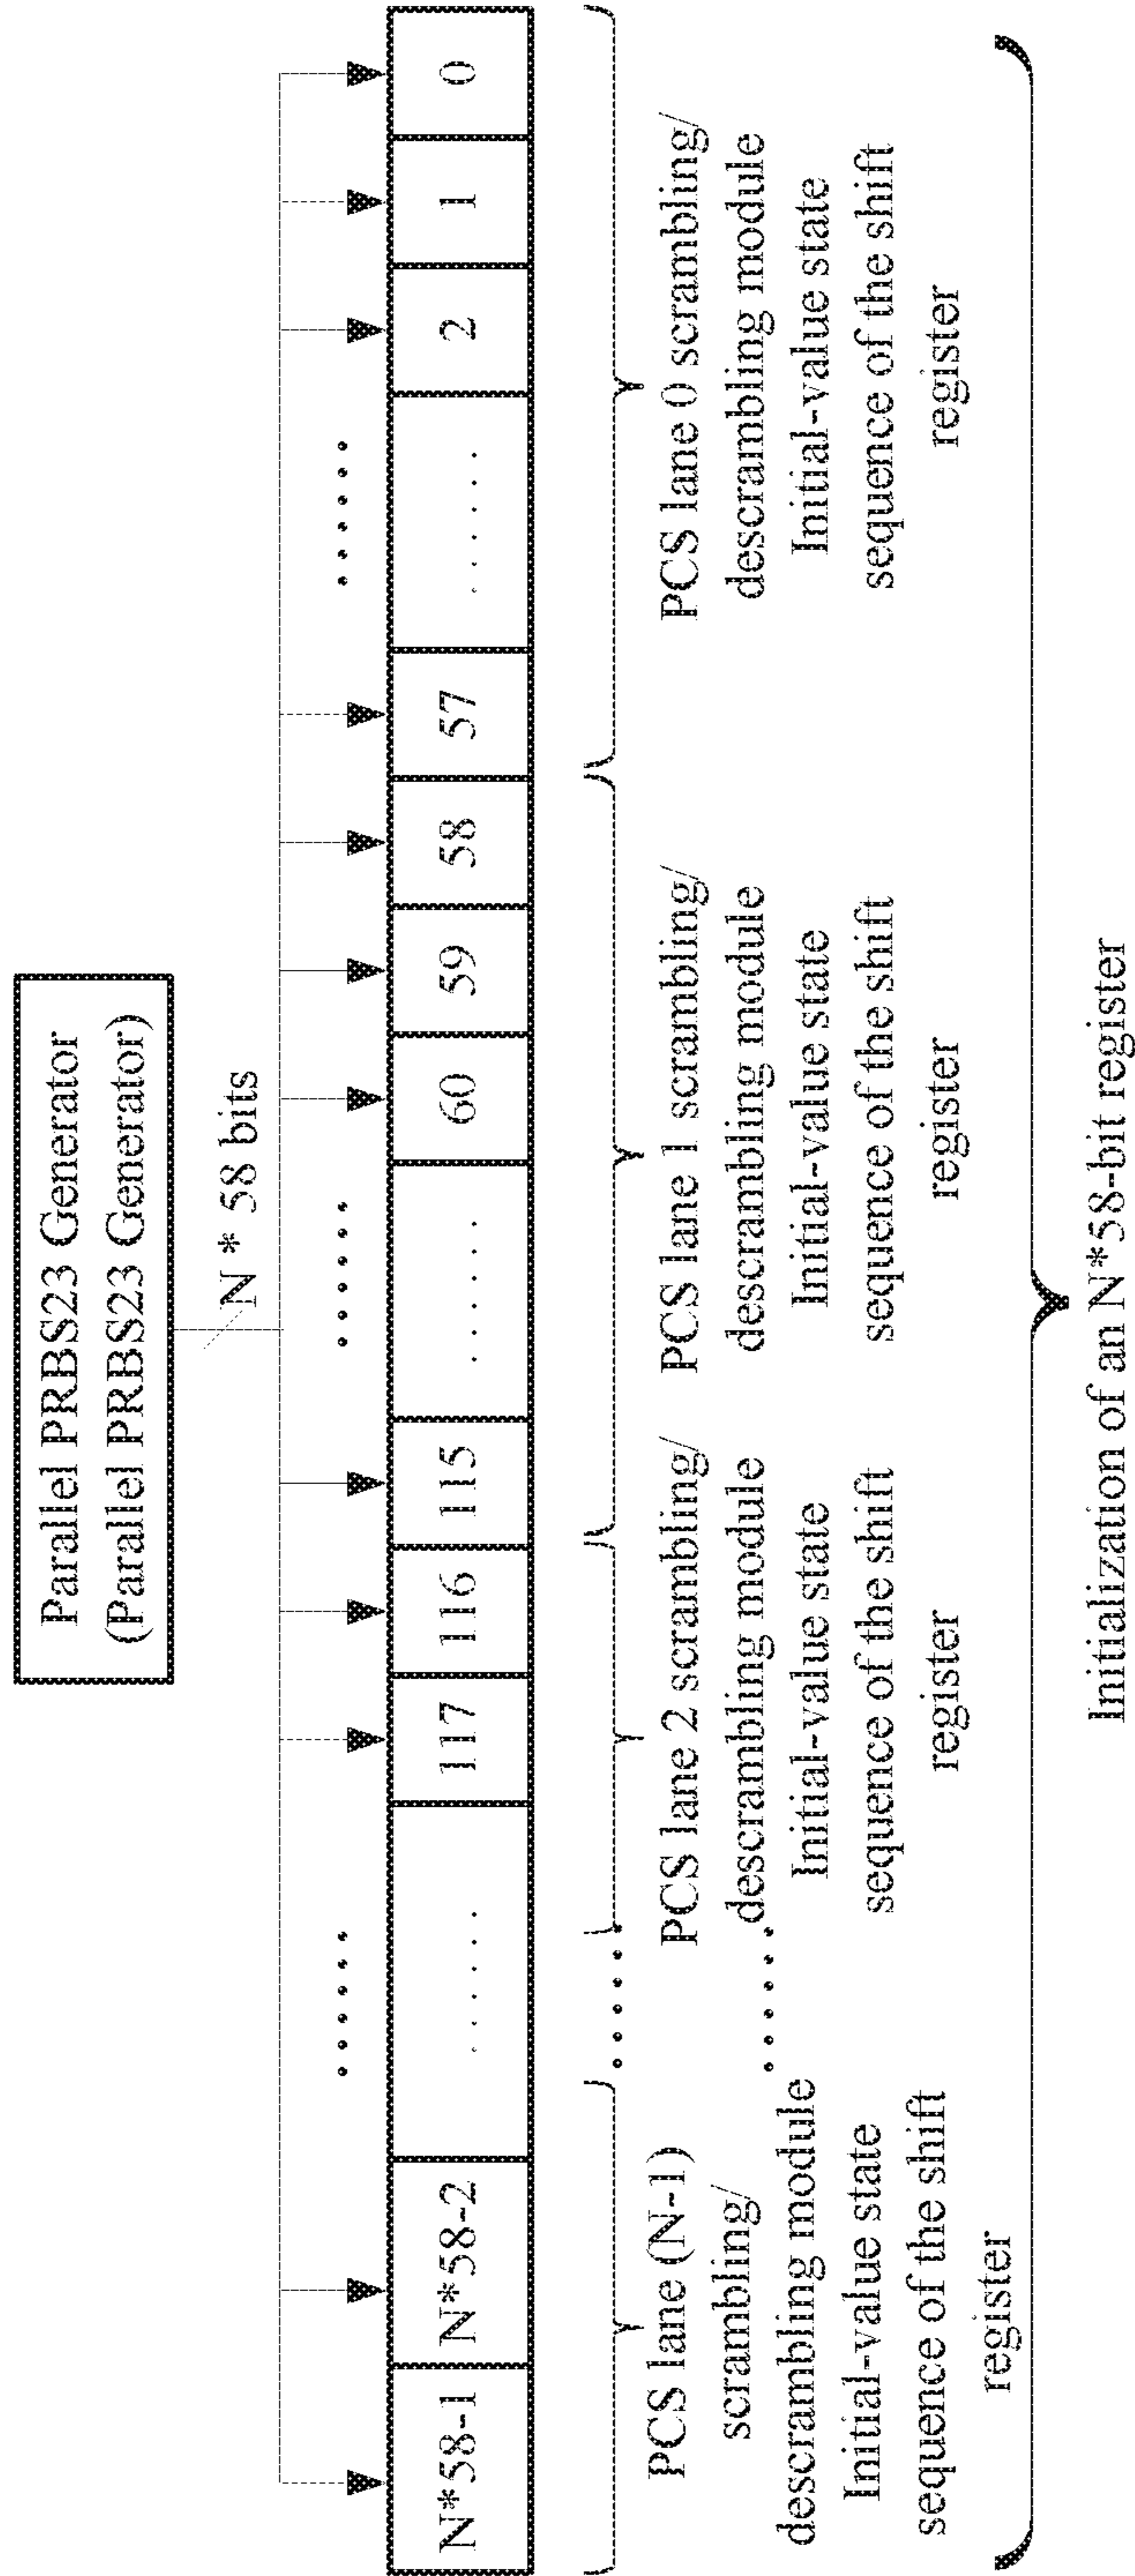 Parallel PRBS23 Generator
(Parallel PRBS23 Generator)
N * 58 bits
......
......
......
N*58-1
N*58-2
......
117
116
115
......
60
59
58
57
......
2
1
0
PCS lane (N-1)
scrambling/
descrambling module
Initial-value state
sequence of the shift
register
......
......
PCS lane 2 scrambling/
descrambling module
Initial-value state
sequence of the shift
register
PCS lane 1 scrambling/
descrambling module
Initial-value state
sequence of the shift
register
PCS lane 0 scrambling/
descrambling module
Initial-value state
sequence of the shift
register
Initialization of an N*58-bit register